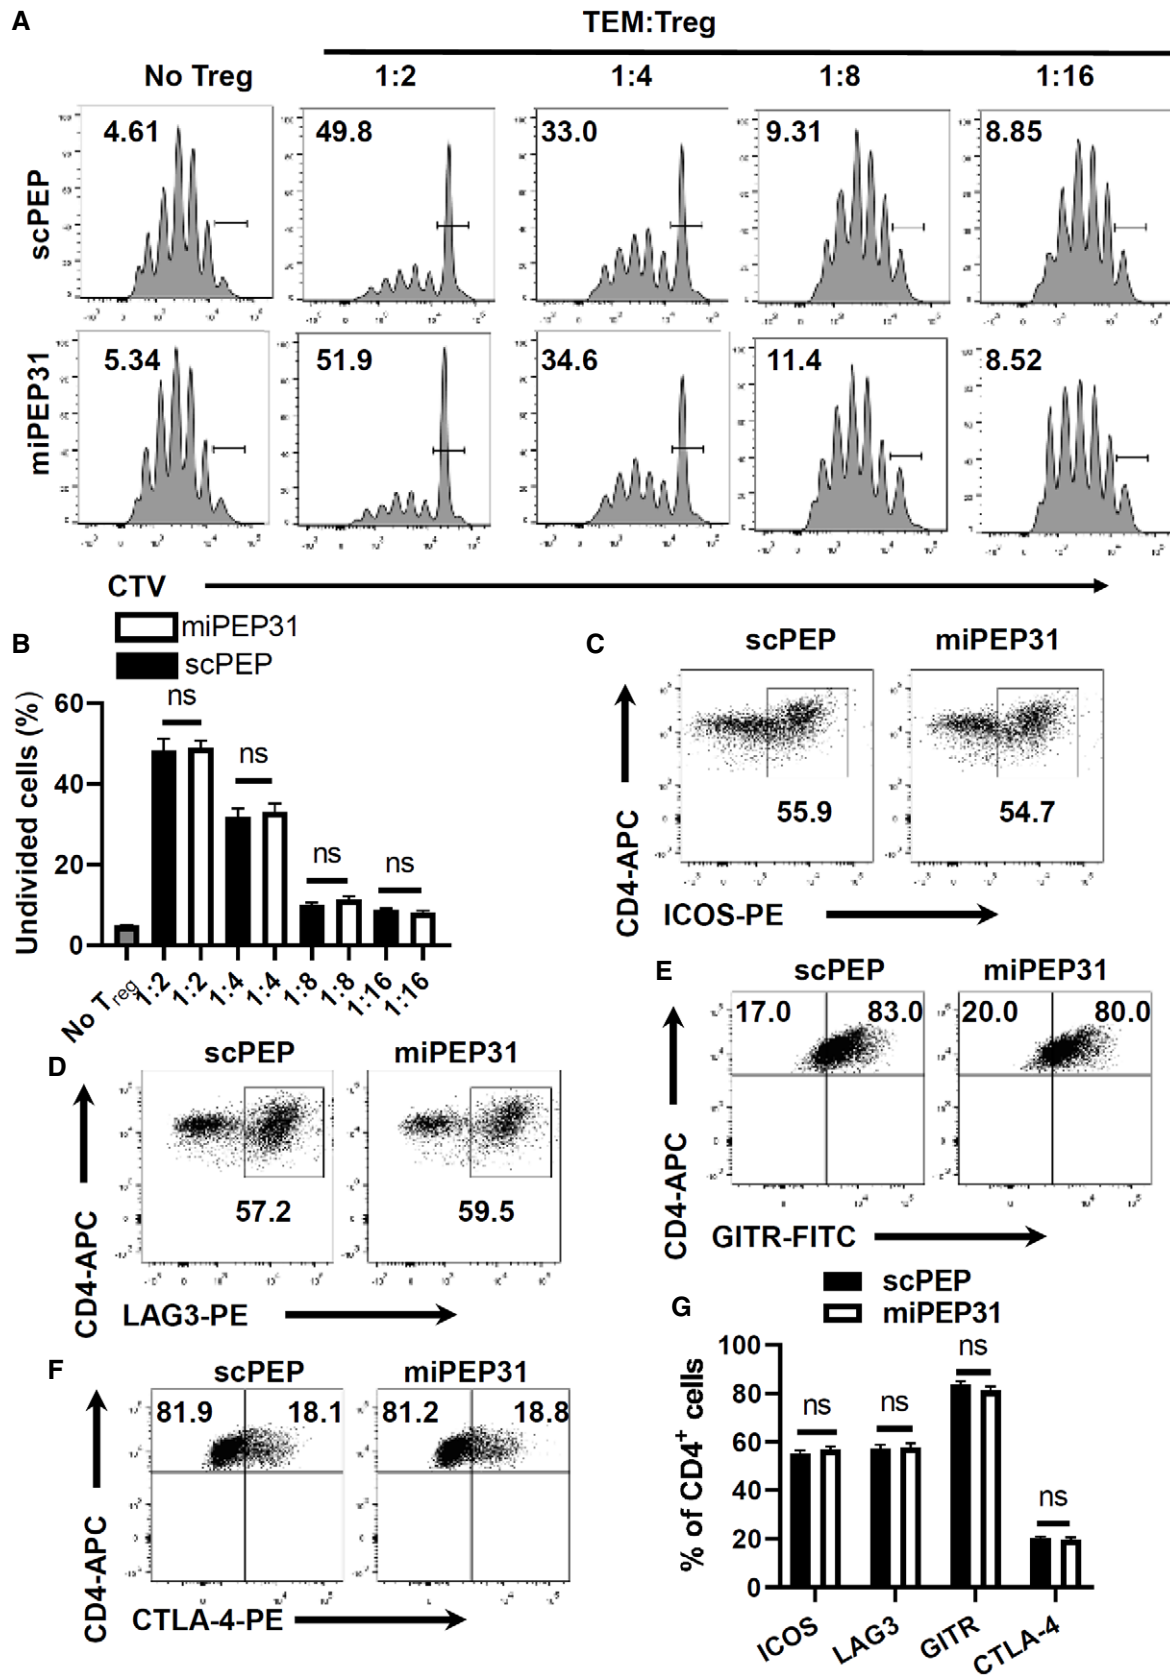 A
TEM:Treg
No Treg 1:2 1:4 1:8 1:16
scPEP
4.61 49.8 33.0 9.31 8.85
miPEP31
5.34 51.9 34.6 11.4 8.52
CTV
B
miPEP31
scPEP
Undivided cells (%)
60
40
20
0
ns ns ns ns
No Treg 1:2 1:2 1:4 1:4 1:8 1:8 1:16 1:16
C
scPEP miPEP31
55.9 54.7
CD4-APC
ICOS-PE
D
scPEP miPEP31
57.2 59.5
CD4-APC
LAG3-PE
E
scPEP miPEP31
17.0 83.0 20.0 80.0
CD4-APC
GITR-FITC
F
scPEP miPEP31
81.9 18.1 81.2 18.8
CD4-APC
CTLA-4-PE
G
scPEP
miPEP31
% of CD4+ cells
100
80
60
40
20
0
ns ns ns ns
ICOS LAG3 GITR CTLA-4